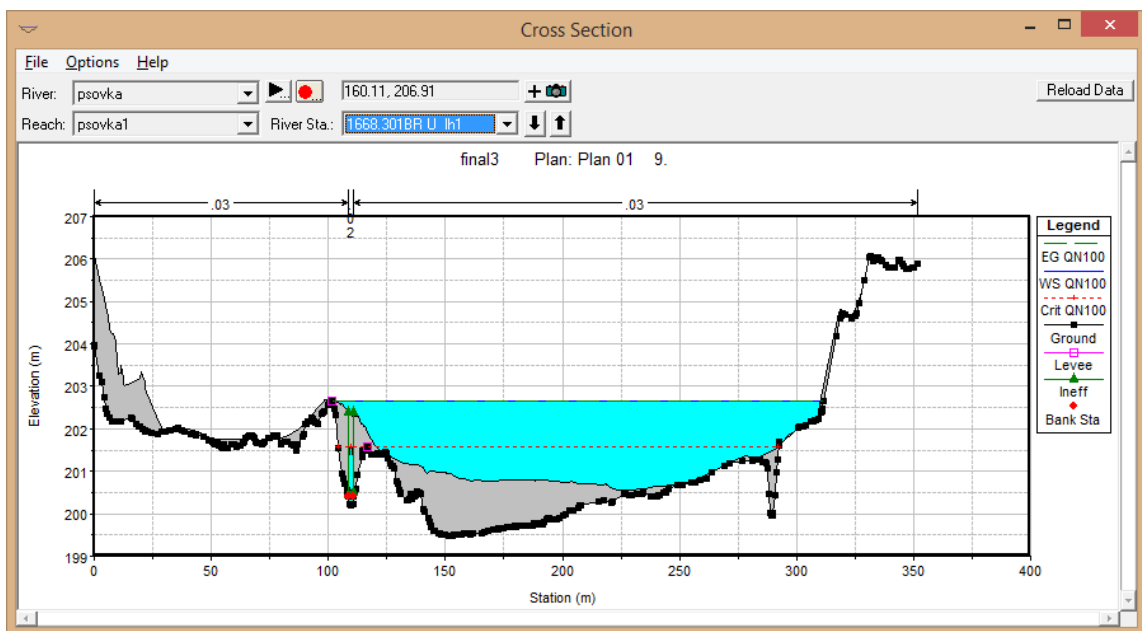 Cross Section
File Options Help
River: psovka 160.11, 206.91 Reload Data
Reach: psovka1 River Sta.: 1668.301BR U lh1
final3 Plan: Plan 01 9.
.03 .02 .03
207
206
205
204
203
202
201
200
199
Elevation (m)
0 50 100 150 200 250 300 350 400
Station (m)
Legend
EG QN100
WS QN100
Crit QN100
Ground
Levee
Ineff
Bank Sta